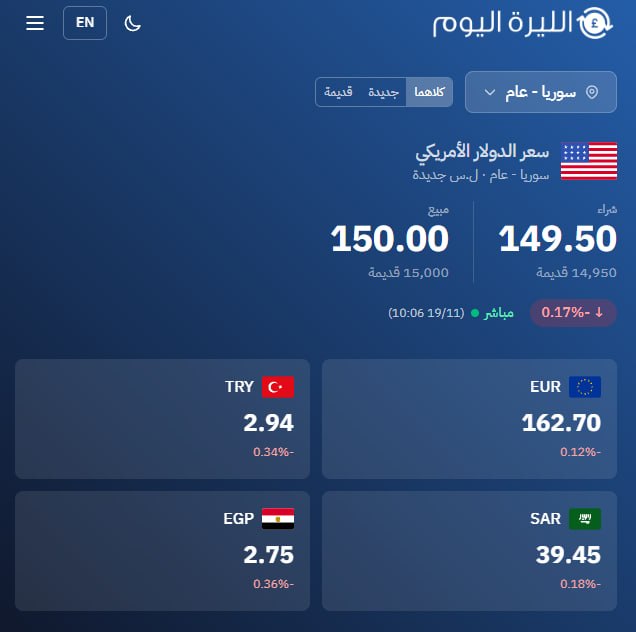 الليرة اليوم
EN
سوريا - عام
كلاهما جديدة قديمة
سعر الدولار الأمريكي
سوريا - عام · ل.س جديدة
شراء
149.50
14,950 قديمة
مبيع
150.00
15,000 قديمة
↓ -0.17%
مباشر (19/11 10:06)
EUR
162.70
-0.12%
TRY
2.94
-0.34%
SAR
39.45
-0.18%
EGP
2.75
-0.36%